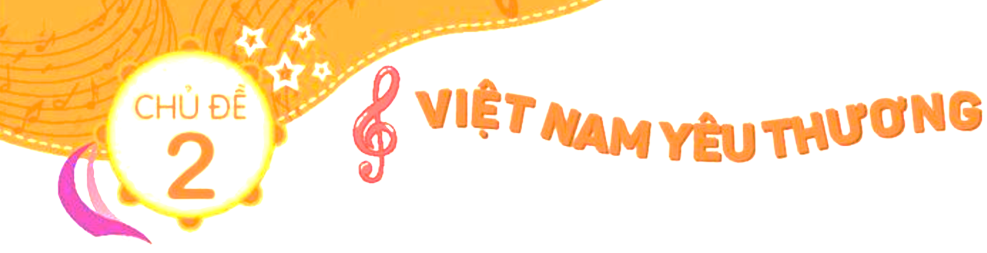 CHỦ ĐỀ
2
VIỆT NAM YÊU THƯƠNG